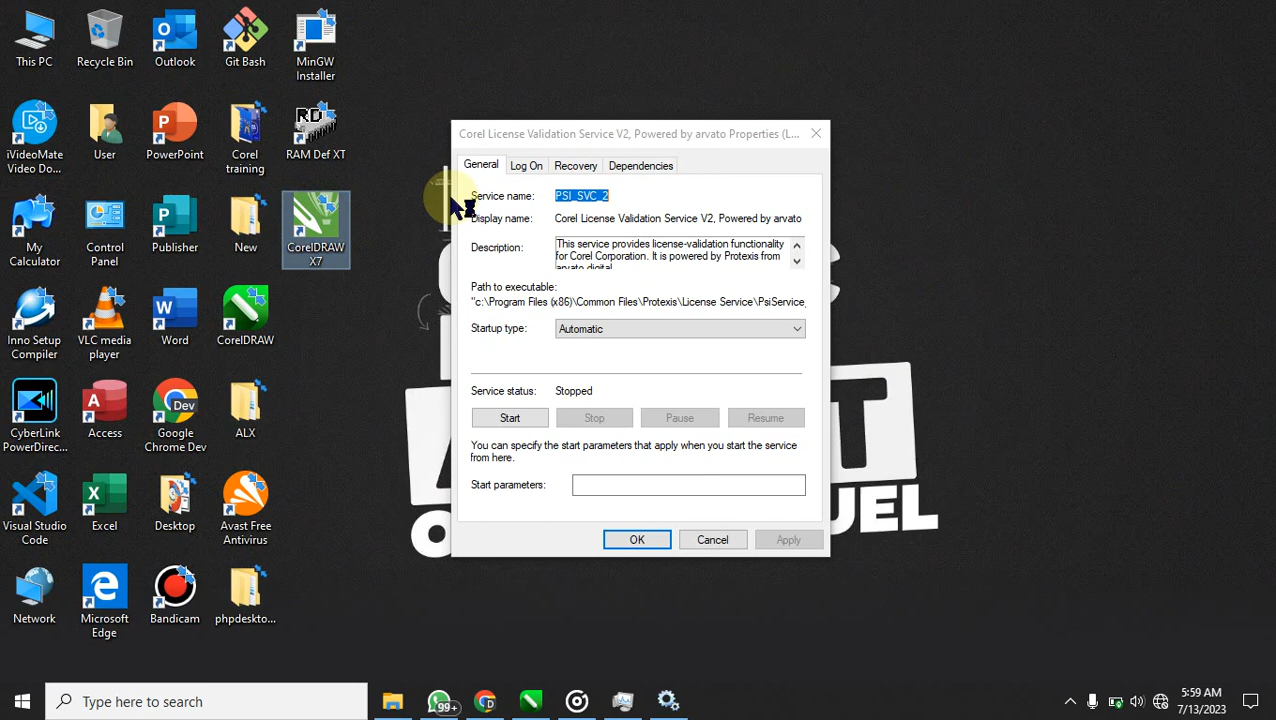 This PC
Recycle Bin
Outlook
Git Bash
MinGW
Installer
iVideoMate
Video Do...
User
PowerPoint
Corel
training
RD
RAM Def XT
My
Calculator
Control
Panel
Publisher
New
CorelDRAW
X7
Inno Setup
Compiler
VLC media
player
Word
CorelDRAW
CyberLink
PowerDirec...
Access
Dev
Google
Chrome Dev
ALX
Visual Studio
Code
Excel
Desktop
Avast Free
Antivirus
Network
Microsoft
Edge
Bandicam
phpdeskto...
Corel License Validation Service V2, Powered by arvato Properties (L...
General
Log On
Recovery
Dependencies
Service name:
PSI_SVC_2
Display name:
Corel License Validation Service V2, Powered by arvato
Description:
This service provides license-validation functionality
for Corel Corporation. It is powered by Protexis from
arvato digital
Path to executable:
"c:\Program Files (x86)\Common Files\Protexis\License Service\PsiService_
Startup type:
Automatic
Service status:
Stopped
Start
Stop
Pause
Resume
You can specify the start parameters that apply when you start the service
from here.
Start parameters:
OK
Cancel
Apply
Type here to search
99+
5:59 AM
7/13/2023